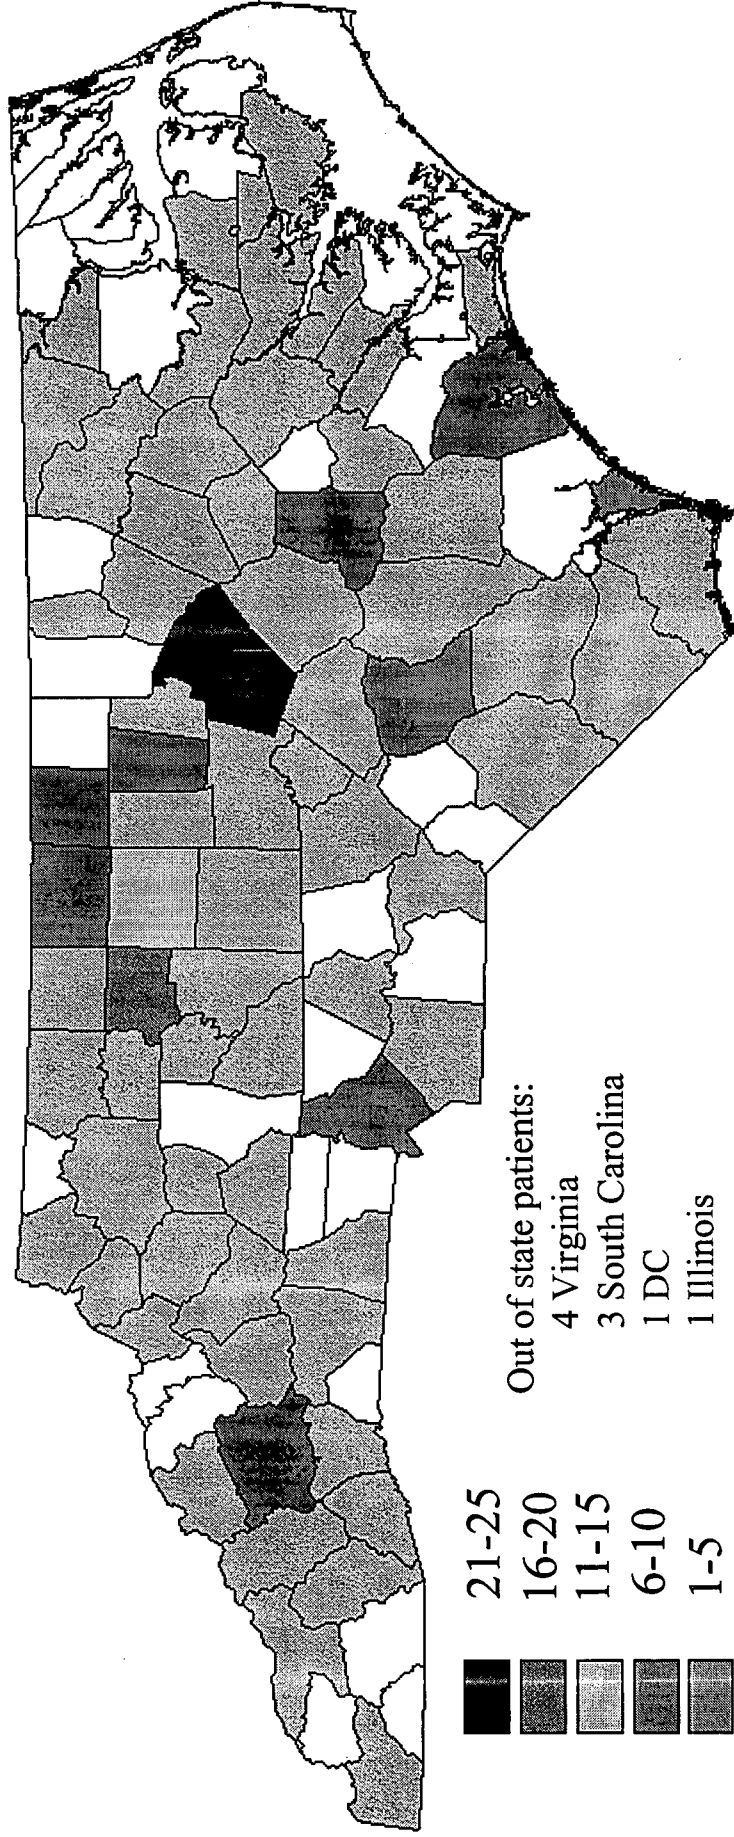 Out of state patients:
4 Virginia
3 South Carolina
1 DC
1 Illinois
21-25
16-20
11-15
6-10
1-5